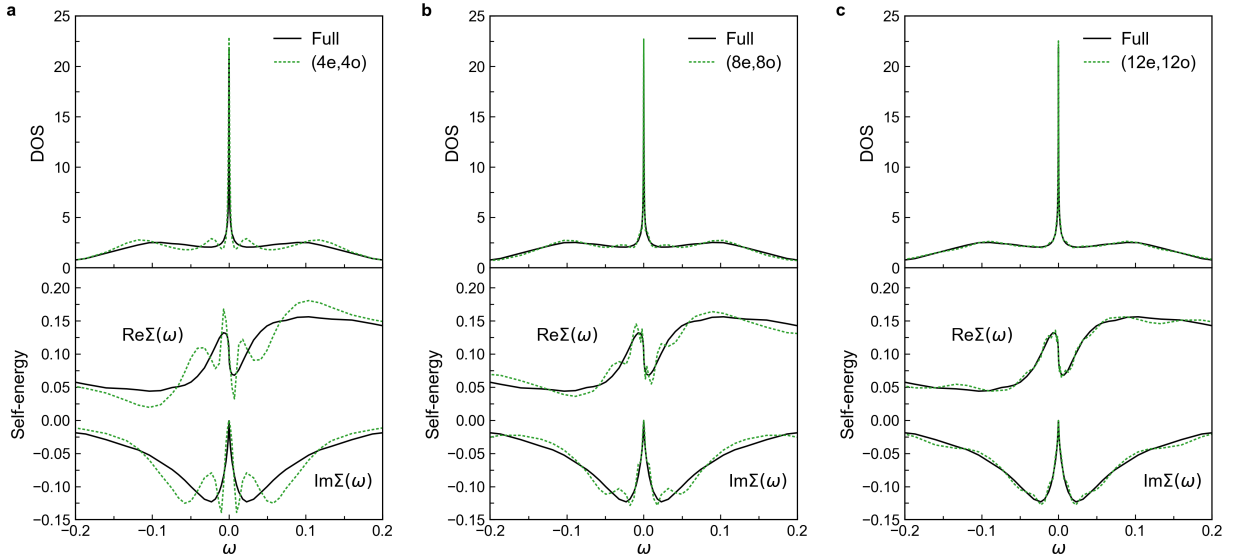 a
25
20
15
10
5
0
DOS
Full
(4e,4o)
0.20
0.15
0.10
0.05
0.00
−0.05
−0.10
−0.15
Self-energy
ReΣ(ω)
ImΣ(ω)
−0.2
−0.1
0.0
0.1
0.2
ω
b
25
20
15
10
5
0
DOS
Full
(8e,8o)
0.20
0.15
0.10
0.05
0.00
−0.05
−0.10
−0.15
Self-energy
ReΣ(ω)
ImΣ(ω)
−0.2
−0.1
0.0
0.1
0.2
ω
c
25
20
15
10
5
0
DOS
Full
(12e,12o)
0.20
0.15
0.10
0.05
0.00
−0.05
−0.10
−0.15
Self-energy
ReΣ(ω)
ImΣ(ω)
−0.2
−0.1
0.0
0.1
0.2
ω